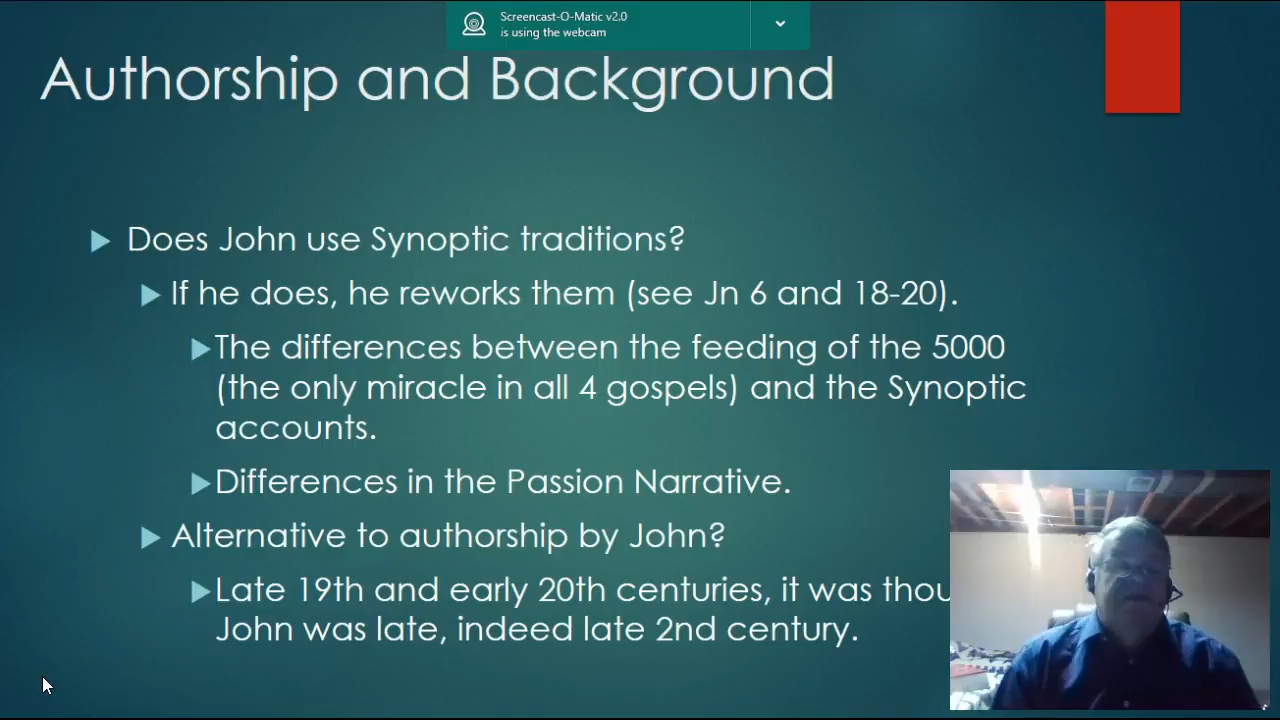 Screencast-O-Matic v2.0
is using the webcam
Authorship and Background
Does John use Synoptic traditions?
If he does, he reworks them (see Jn 6 and 18-20).
The differences between the feeding of the 5000
(the only miracle in all 4 gospels) and the Synoptic
accounts.
Differences in the Passion Narrative.
Alternative to authorship by John?
Late 19th and early 20th centuries, it was
John was late, indeed late 2nd century.